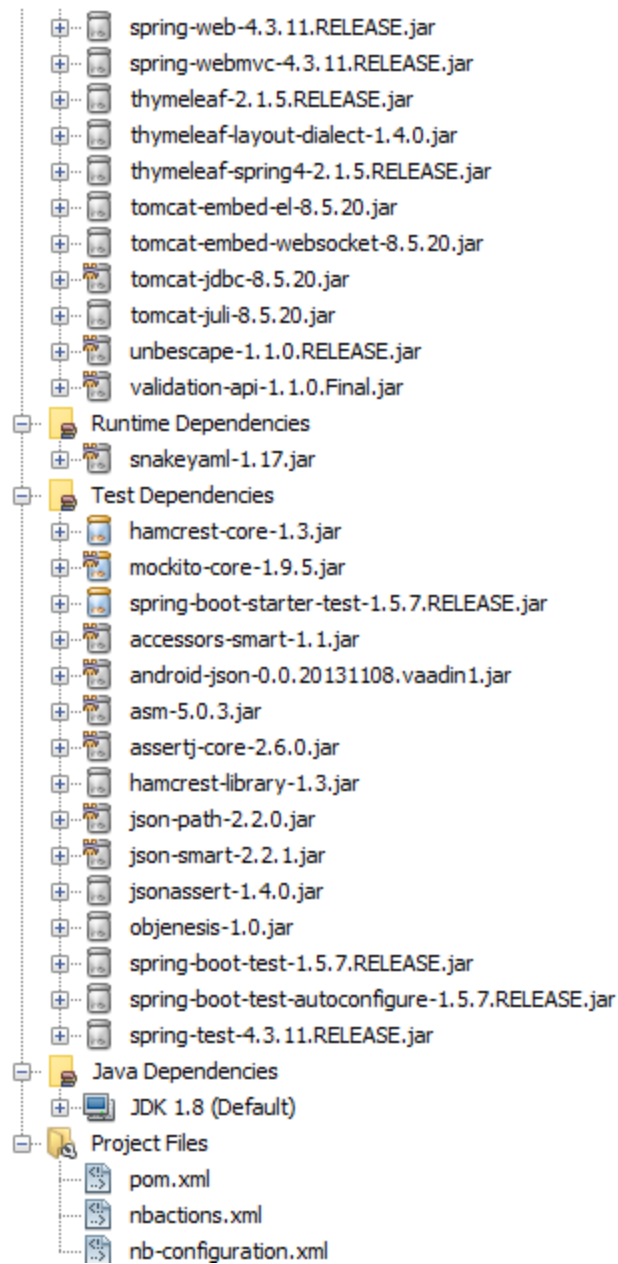 spring-web-4.3.11.RELEASE.jar
spring-webmvc-4.3.11.RELEASE.jar
thymeleaf-2.1.5.RELEASE.jar
thymeleaf-layout-dialect-1.4.0.jar
thymeleaf-spring4-2.1.5.RELEASE.jar
tomcat-embed-el-8.5.20.jar
tomcat-embed-websocket-8.5.20.jar
tomcat-jdbc-8.5.20.jar
tomcat-juli-8.5.20.jar
unbescape-1.1.0.RELEASE.jar
validation-api-1.1.0.Final.jar
Runtime Dependencies
snakeyaml-1.17.jar
Test Dependencies
hamcrest-core-1.3.jar
mockito-core-1.9.5.jar
spring-boot-starter-test-1.5.7.RELEASE.jar
accessors-smart-1.1.jar
android-json-0.0.20131108.vaadin1.jar
asm-5.0.3.jar
assertj-core-2.6.0.jar
hamcrest-library-1.3.jar
json-path-2.2.0.jar
json-smart-2.2.1.jar
jsonassert-1.4.0.jar
objenesis-1.0.jar
spring-boot-test-1.5.7.RELEASE.jar
spring-boot-test-autoconfigure-1.5.7.RELEASE.jar
spring-test-4.3.11.RELEASE.jar
Java Dependencies
JDK 1.8 (Default)
Project Files
pom.xml
nbactions.xml
nb-configuration.xml